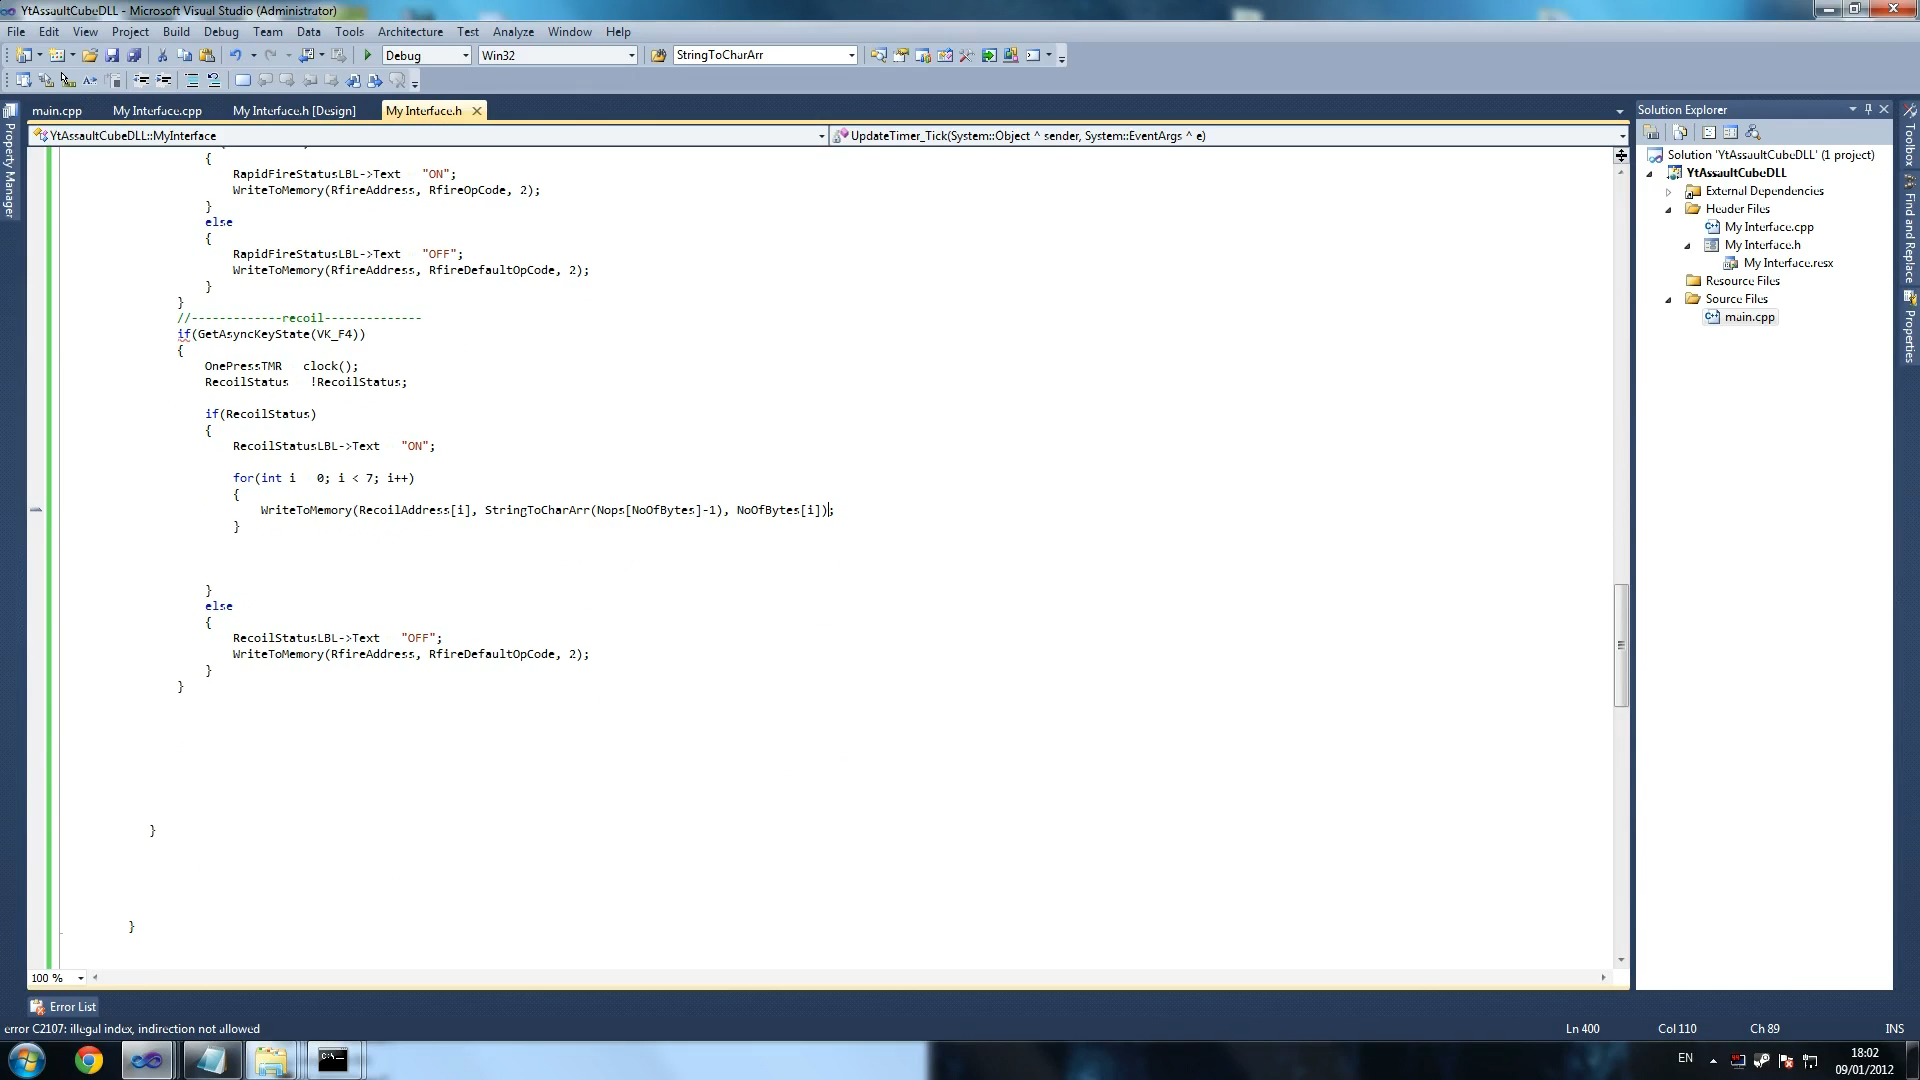 YtAssaultCubeDLL - Microsoft Visual Studio (Administrator)
File Edit View Project Build Debug Team Data Tools Architecture Test Analyze Window Help
Debug Win32 StringToCharArr
main.cpp My Interface.cpp My Interface.h [Design] My Interface.h
YtAssaultCubeDLL::MyInterface UpdateTimer_Tick(System::Object ^ sender, System::EventArgs ^ e)
Property Manager
{
RapidFireStatusLBL->Text "ON";
WriteToMemory(RfireAddress, RfireOpCode, 2);
}
else
{
RapidFireStatusLBL->Text "OFF";
WriteToMemory(RfireAddress, RfireDefaultOpCode, 2);
}
}
//-------------recoil--------------
if(GetAsyncKeyState(VK_F4))
{
OnePressTMR clock();
RecoilStatus !RecoilStatus;
if(RecoilStatus)
{
RecoilStatusLBL->Text "ON";
for(int i 0; i < 7; i++)
{
WriteToMemory(RecoilAddress[i], StringToCharArr(Nops[NoOfBytes]-1), NoOfBytes[i]);
}
}
else
{
RecoilStatusLBL->Text "OFF";
WriteToMemory(RfireAddress, RfireDefaultOpCode, 2);
}
}
}
}
100 %
Solution Explorer
Solution 'YtAssaultCubeDLL' (1 project)
YtAssaultCubeDLL
External Dependencies
Header Files
My Interface.cpp
My Interface.h
My Interface.resx
Resource Files
Source Files
main.cpp
Toolbox
Find and Replace
Properties
Error List
error C2107: illegal index, indirection not allowed Ln 400 Col 110 Ch 89 INS
C:\_
EN 18:02
09/01/2012